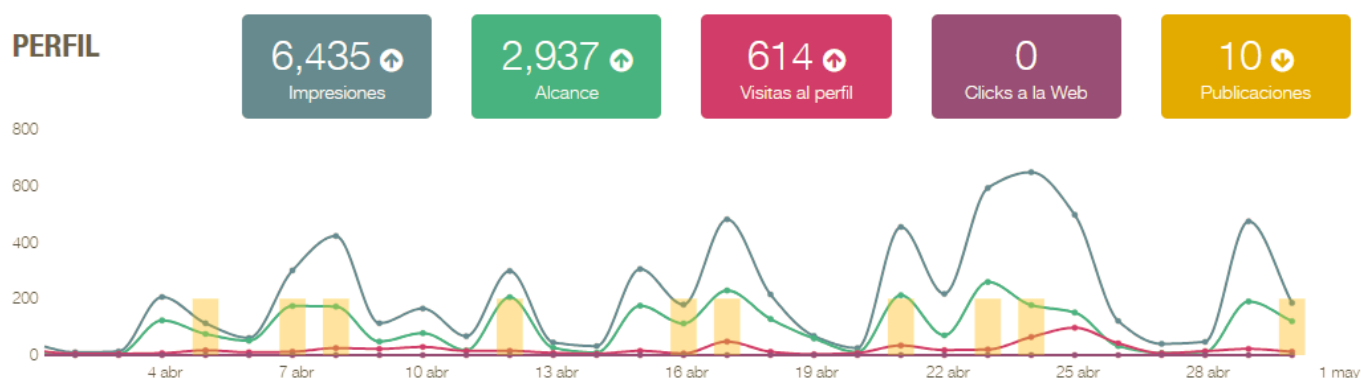 PERFIL
6,435
Impresiones
2,937
Alcance
614
Visitas al perfil
0
Clicks a la Web
10
Publicaciones
800
600
400
200
0
4 abr 7 abr 10 abr 13 abr 16 abr 19 abr 22 abr 25 abr 28 abr 1 may